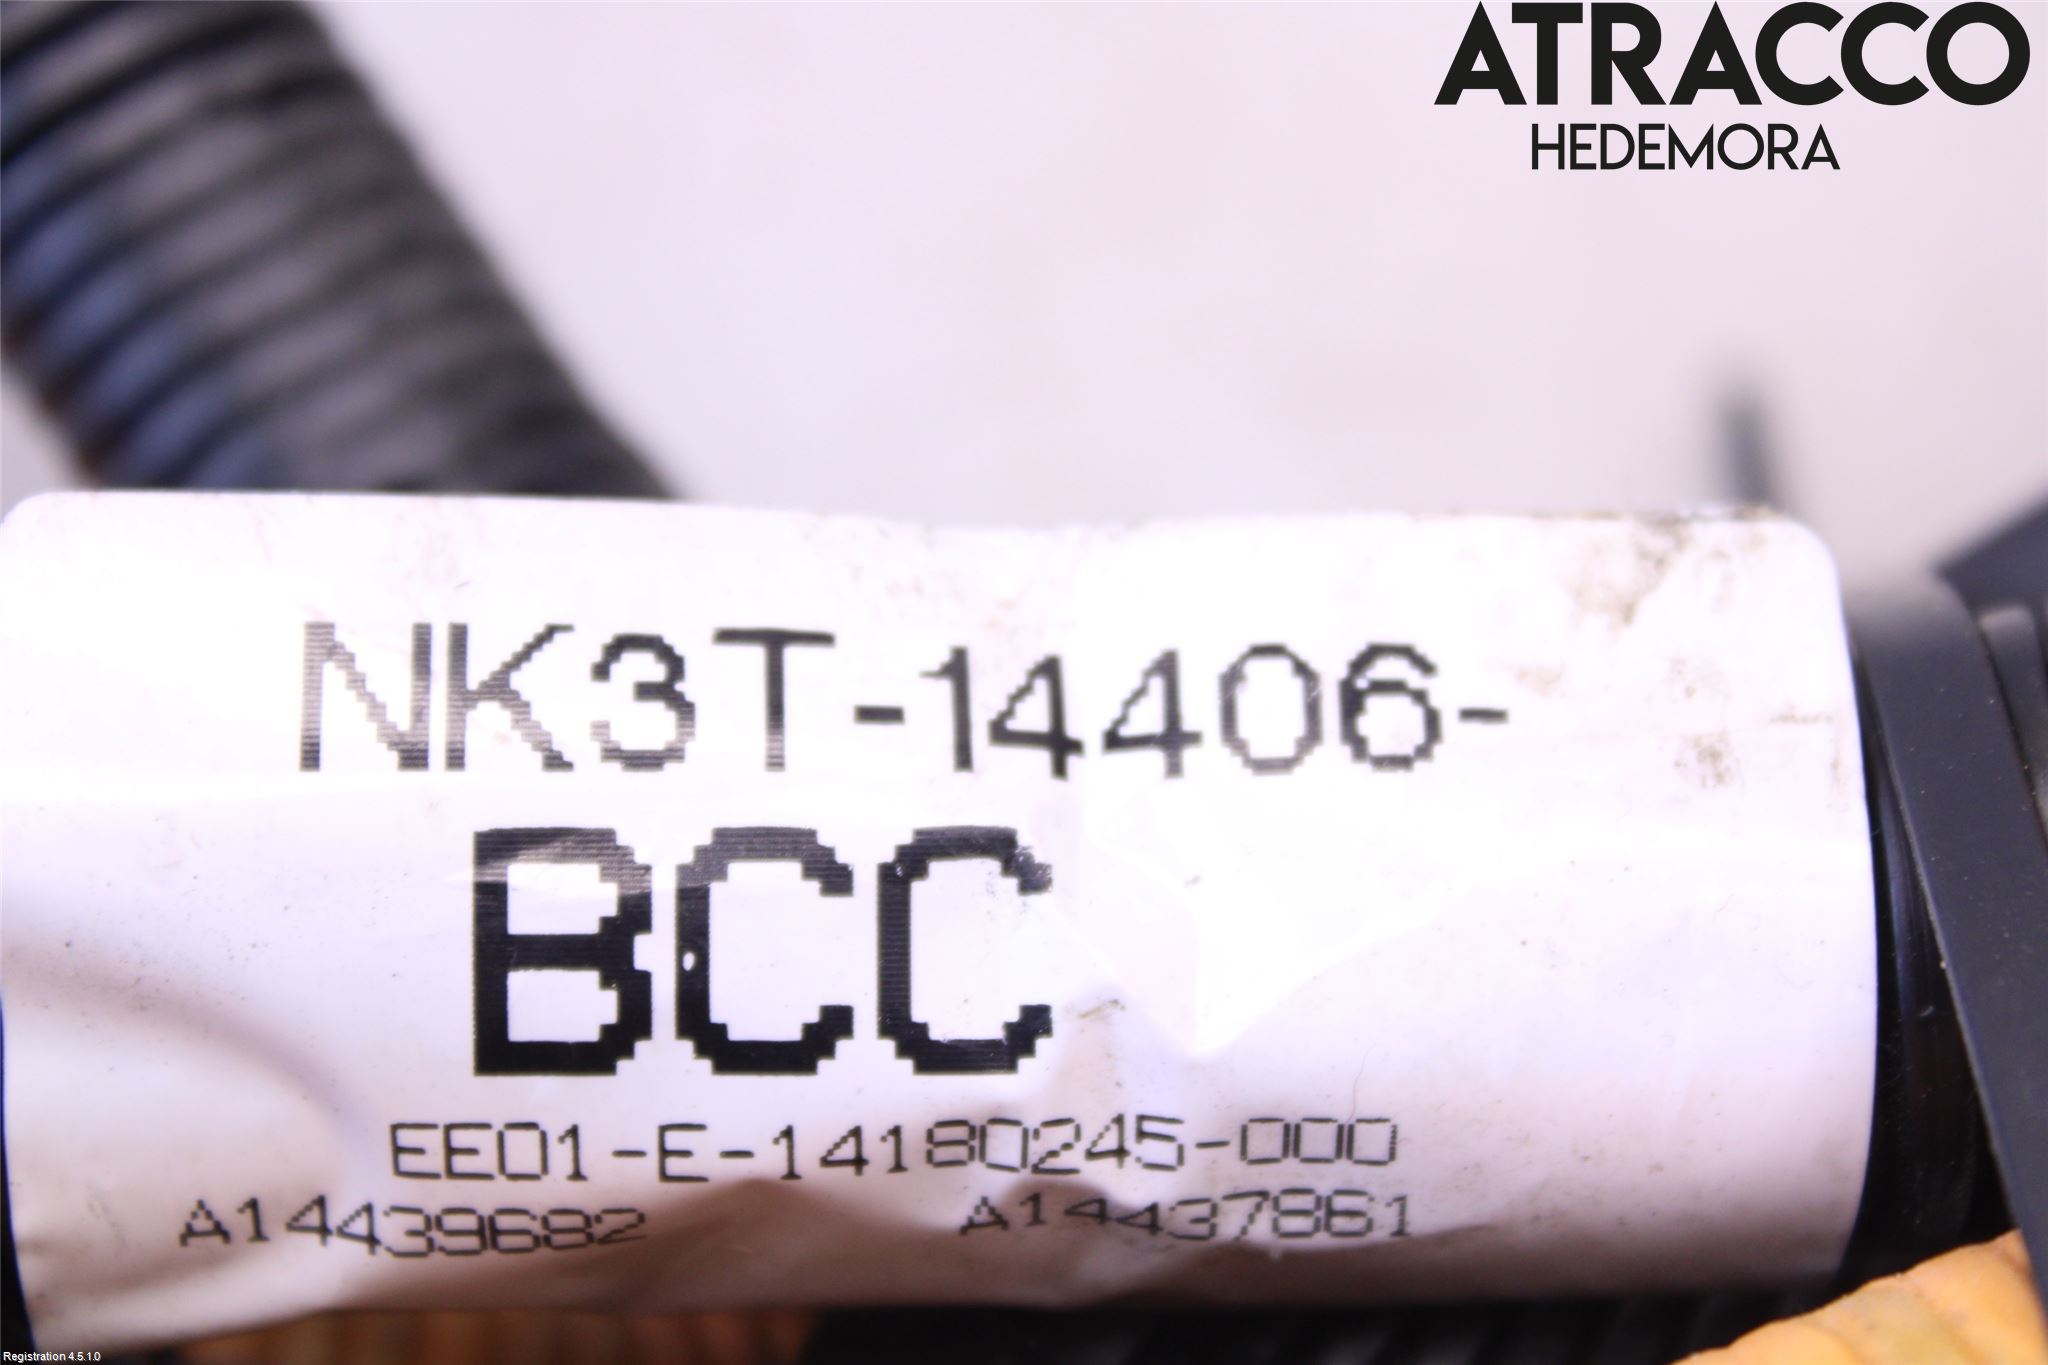 ATRACCO
HEDEMORA
NK3T-14406-
BCC
EE01-E-14180245-000
A14439682 A14437861
Registration 4.5.1.0